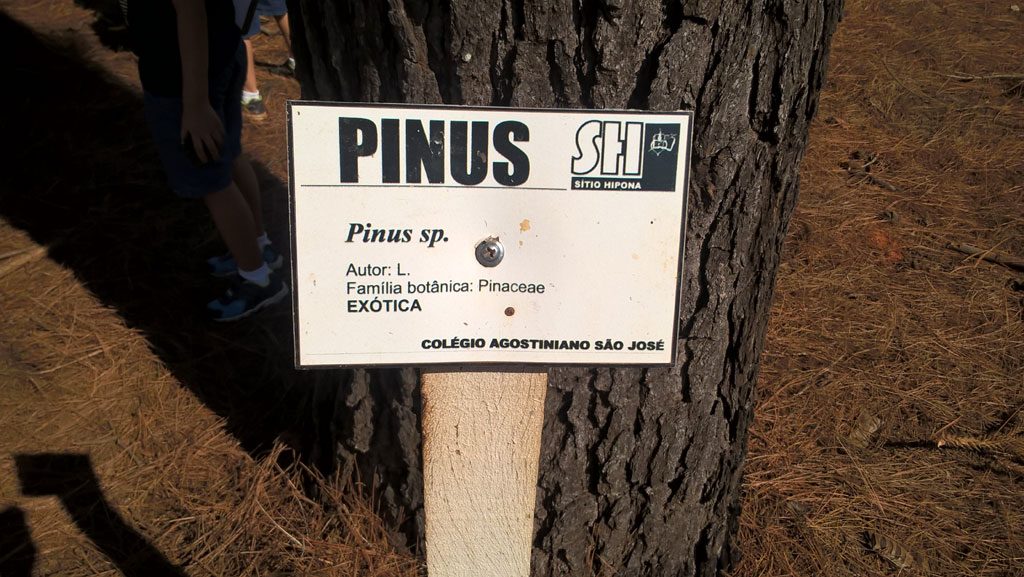 PINUS
SH
SÍTIO HIPONA
Pinus sp.
Autor: L.
Família botânica: Pinaceae
EXÓTICA
COLÉGIO AGOSTINIANO SÃO JOSÉ